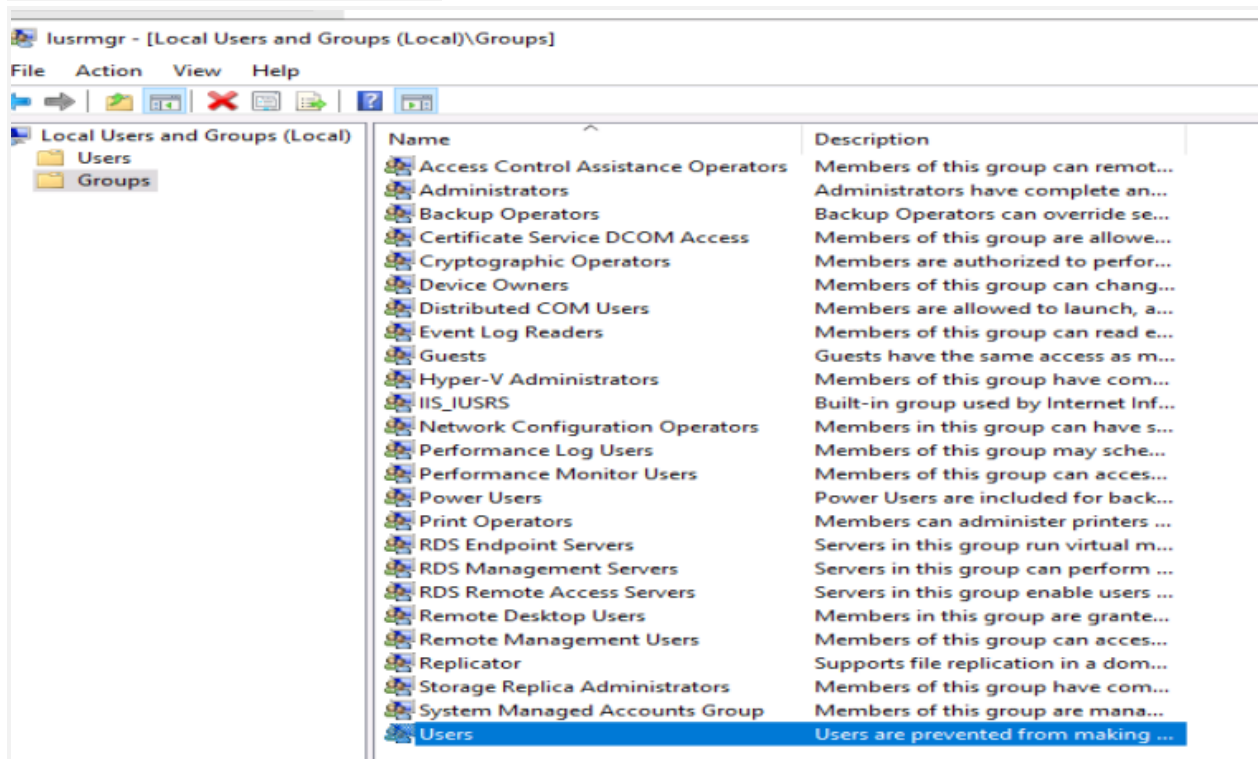 lusrmgr - [Local Users and Groups (Local)\Groups]
File Action View Help
Local Users and Groups (Local)
Users
Groups
Name Description
Access Control Assistance Operators Members of this group can remot...
Administrators Administrators have complete an...
Backup Operators Backup Operators can override se...
Certificate Service DCOM Access Members of this group are allowe...
Cryptographic Operators Members are authorized to perfor...
Device Owners Members of this group can chang...
Distributed COM Users Members are allowed to launch, a...
Event Log Readers Members of this group can read e...
Guests Guests have the same access as m...
Hyper-V Administrators Members of this group have com...
IIS_IUSRS Built-in group used by Internet Inf...
Network Configuration Operators Members in this group can have s...
Performance Log Users Members of this group may sche...
Performance Monitor Users Members of this group can acces...
Power Users Power Users are included for back...
Print Operators Members can administer printers ...
RDS Endpoint Servers Servers in this group run virtual m...
RDS Management Servers Servers in this group can perform ...
RDS Remote Access Servers Servers in this group enable users ...
Remote Desktop Users Members in this group are grante...
Remote Management Users Members of this group can acces...
Replicator Supports file replication in a dom...
Storage Replica Administrators Members of this group have com...
System Managed Accounts Group Members of this group are mana...
Users Users are prevented from making ...